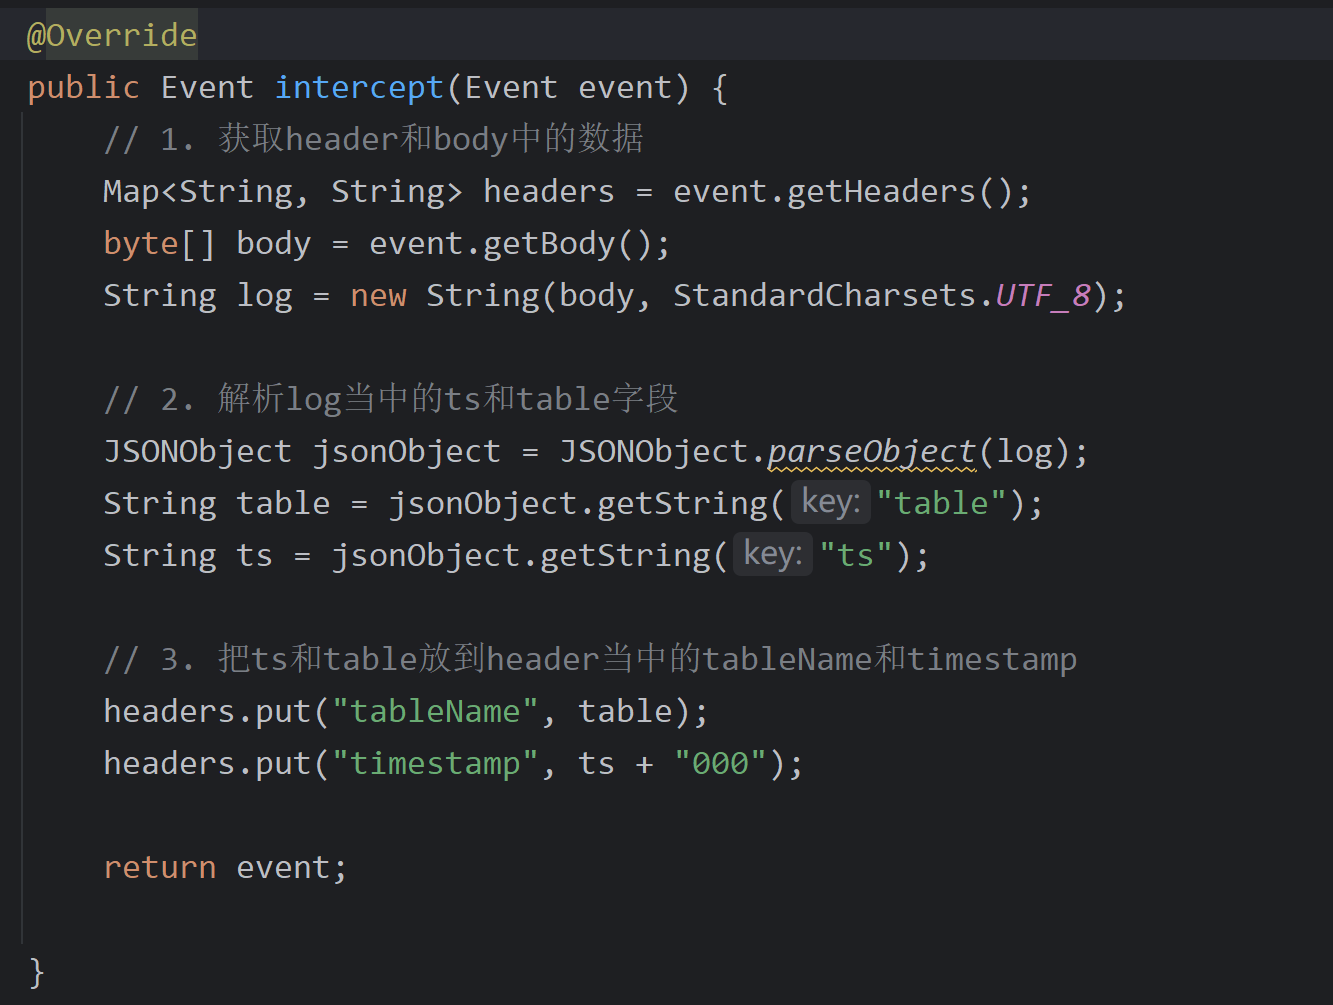 @Override
public Event intercept(Event event) {
// 1. 获取header和body中的数据
Map<String, String> headers = event.getHeaders();
byte[] body = event.getBody();
String log = new String(body, StandardCharsets.UTF_8);
// 2. 解析log当中的ts和table字段
JSONObject jsonObject = JSONObject.parseObject(log);
String table = jsonObject.getString( key: "table");
String ts = jsonObject.getString( key: "ts");
// 3. 把ts和table放到header当中的tableName和timestamp
headers.put("tableName", table);
headers.put("timestamp", ts + "000");
return event;
}